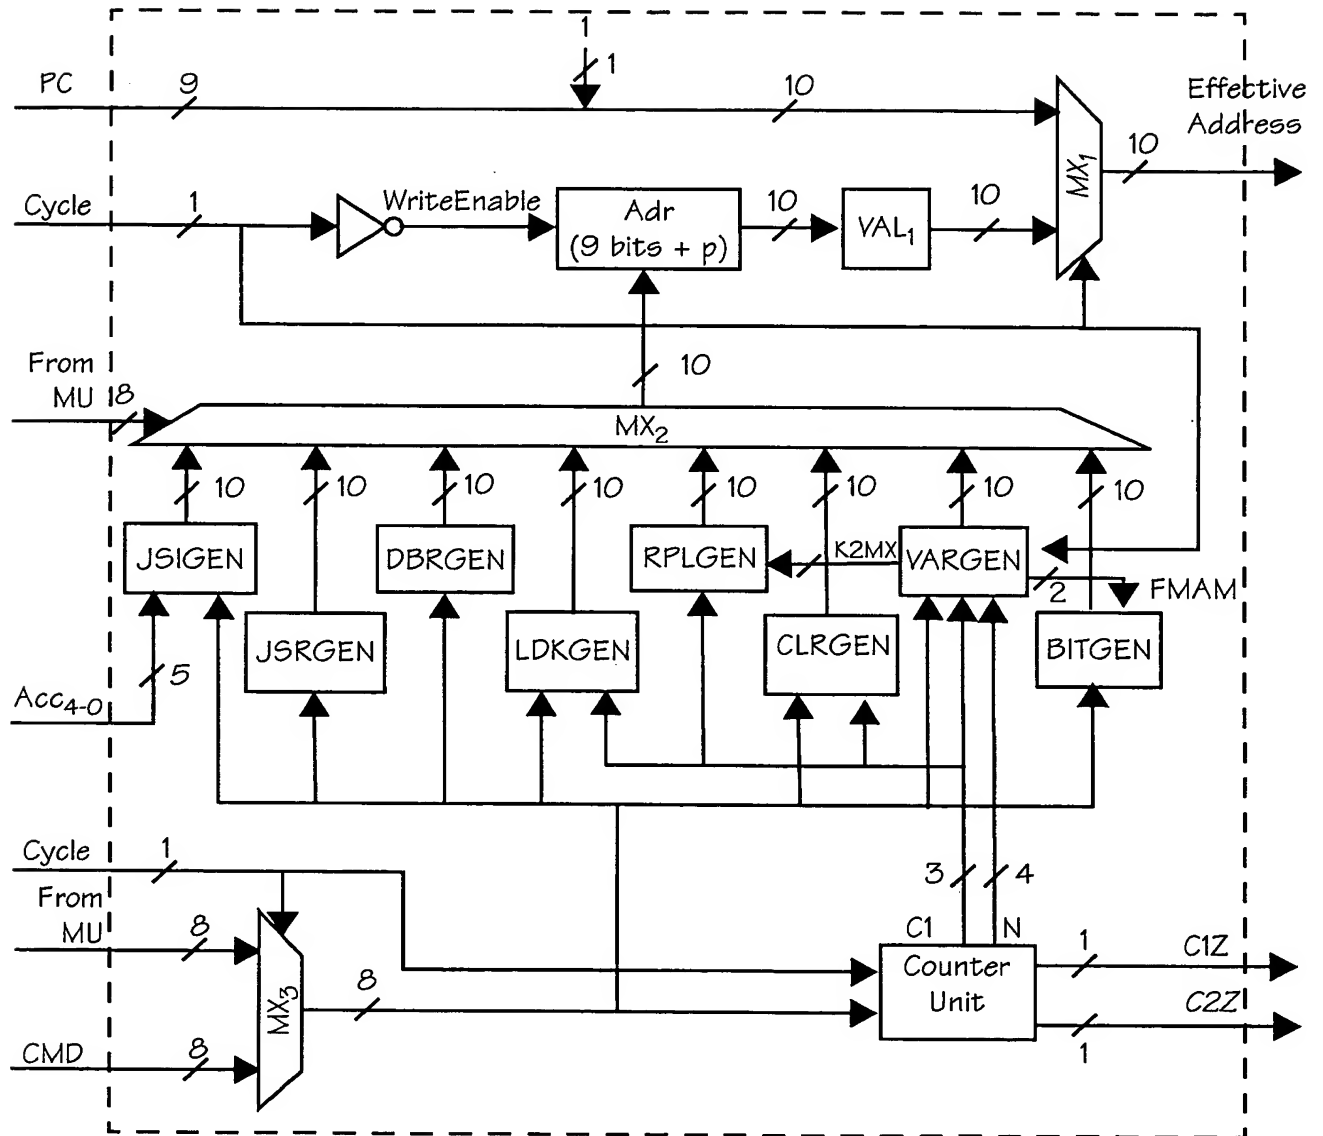 1
PC
9
1
10
Effective
Address
MX1
10
Cycle
1
WriteEnable
Adr
(9 bits + p)
10
VAL1
10
From
MU
8
10
MX2
10
10
10
10
10
10
10
10
JSIGEN
DBRGEN
RPLGEN
K2MX
VARGEN
2
FMAM
JSRGEN
LDKGEN
CLRGEN
BITGEN
5
Acc4-0
Cycle
1
From
MU
8
3
4
C1
N
Counter
Unit
1
C1Z
MX3
8
C2Z
1
CMD
8